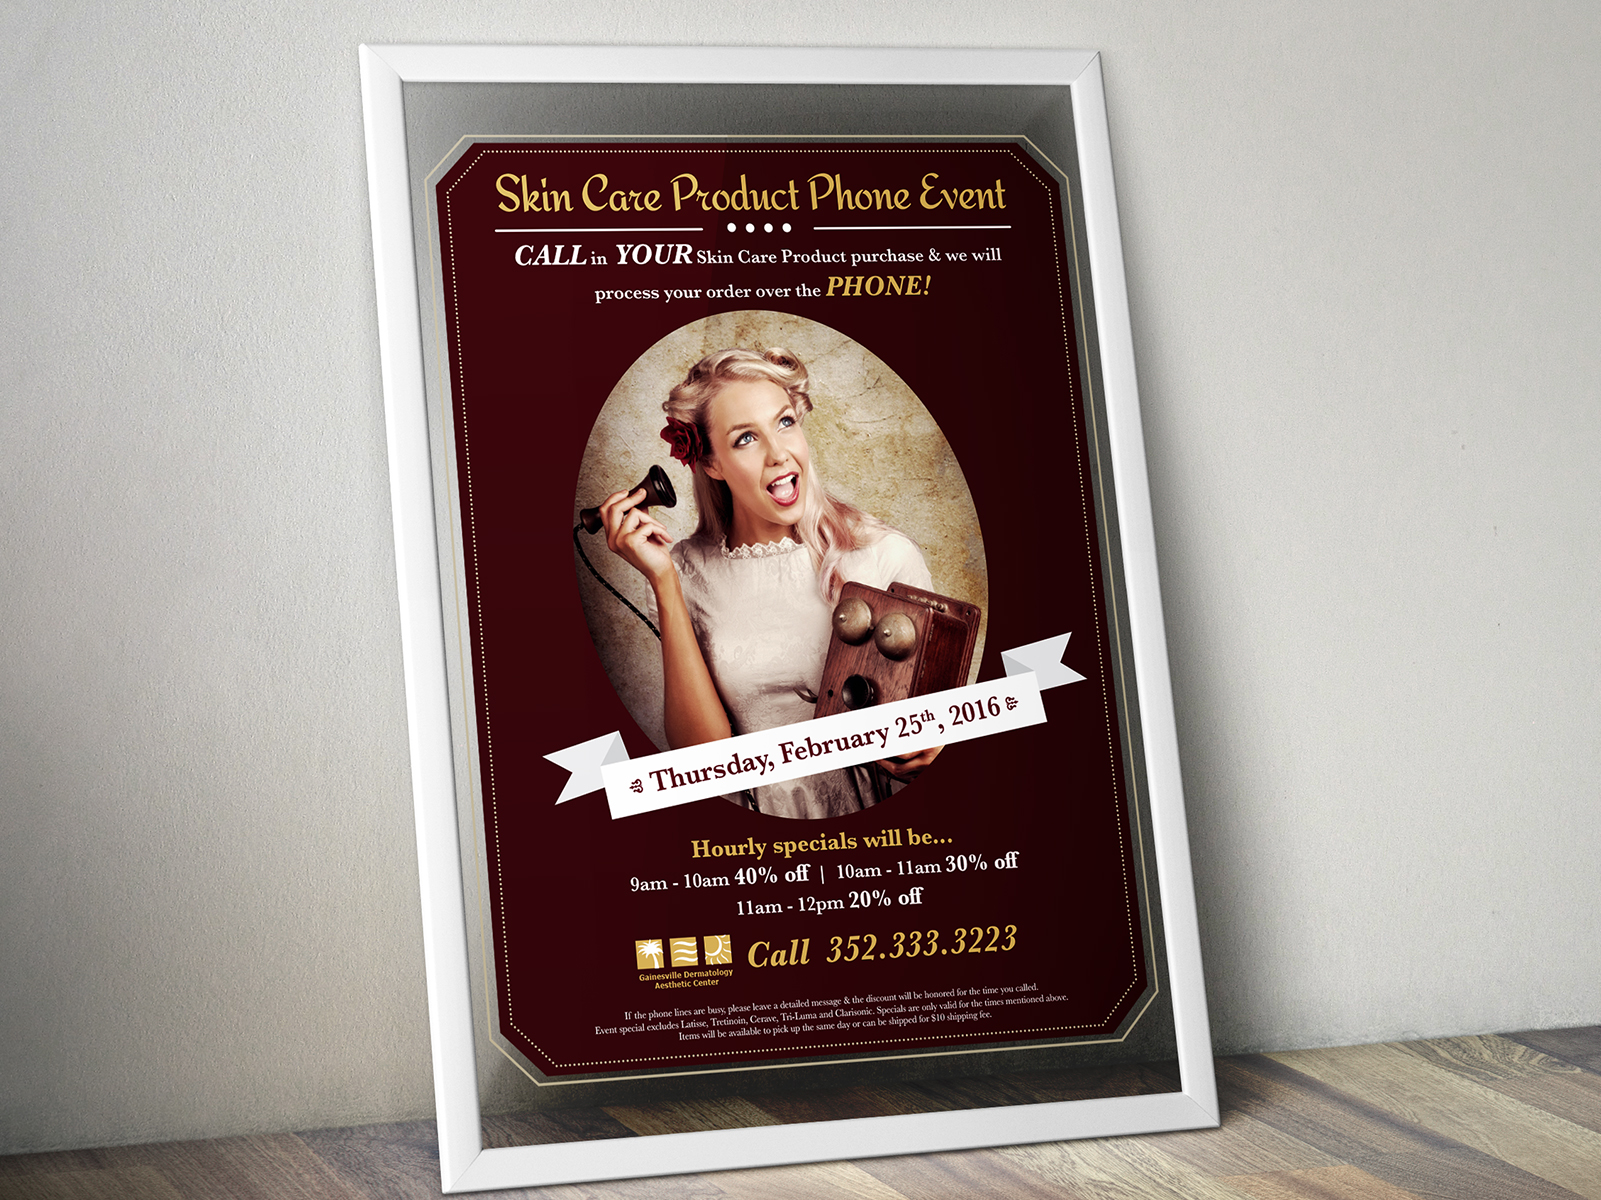 Skin Care Product Phone Event
CALL in YOUR Skin Care Product purchase & we will
process your order over the PHONE!
Thursday, February 25th, 2016
Hourly specials will be...
9am - 10am 40% off | 10am - 11am 30% off
11am - 12pm 20% off
Call 352.333.3223
Gainesville Dermatology
Aesthetic Center
If the phone lines are busy, please leave a detailed message & the discount will be honored for the time you called.
Event special excludes Latisse, Tretinoin, Cerave, Tri-Luma and Clarisonic. Specials are only valid for the times mentioned above.
Items will be available to pick up the same day or can be shipped for $10 shipping fee.